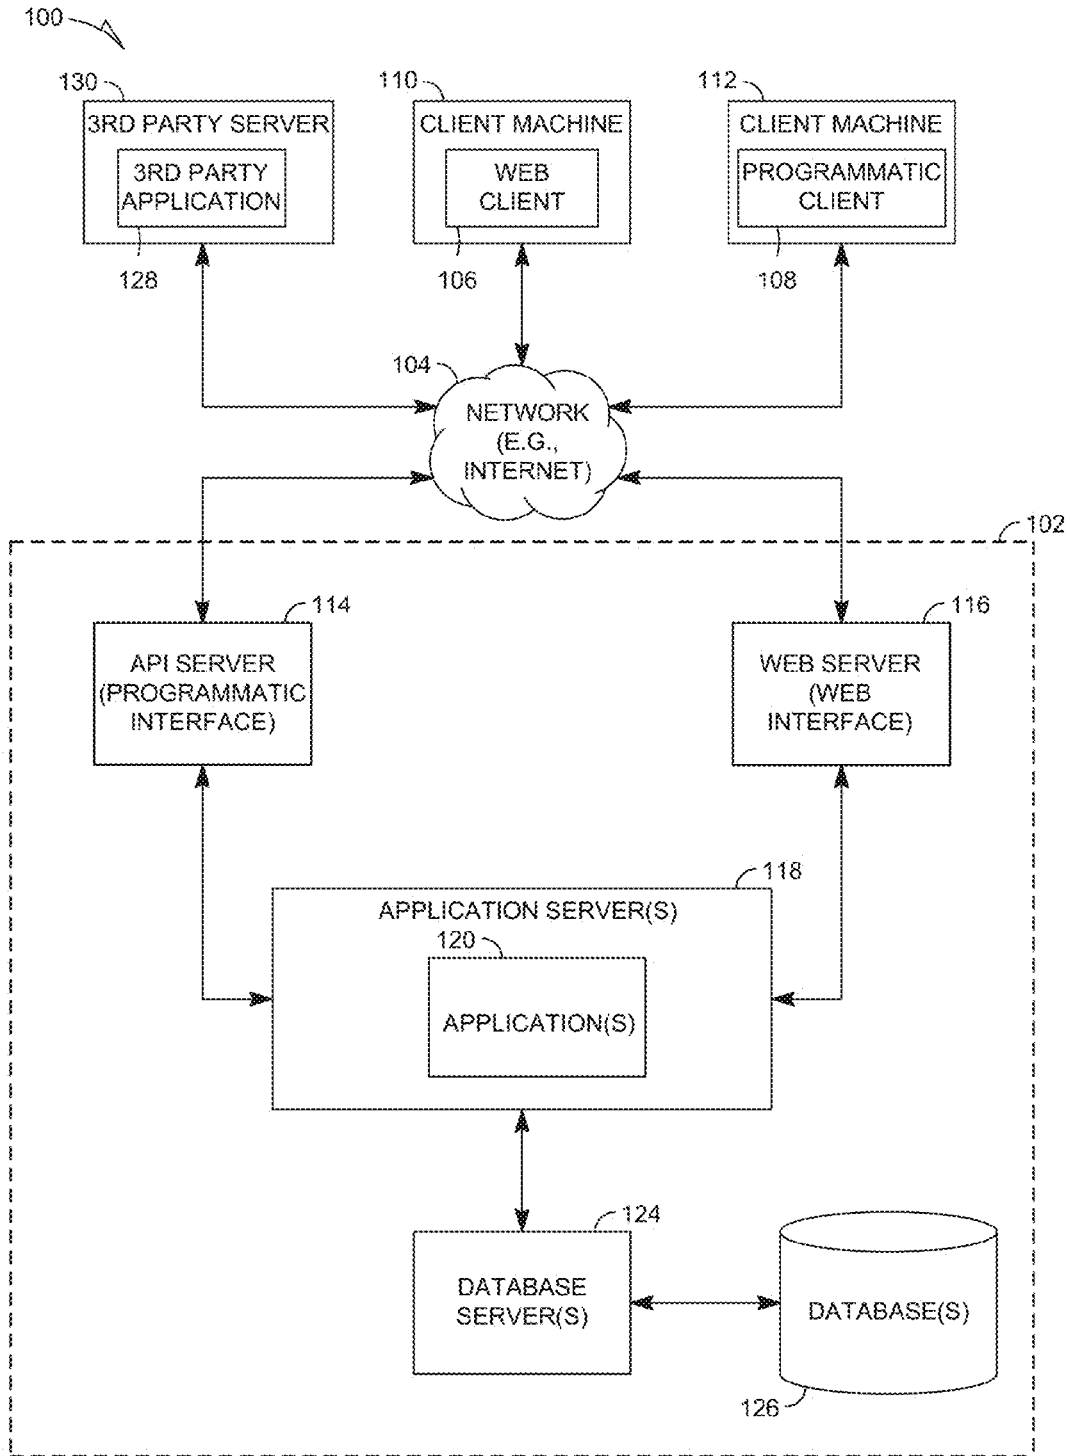 100
130
110
112
3RD PARTY SERVER
CLIENT MACHINE
CLIENT MACHINE
3RD PARTY
APPLICATION
WEB
CLIENT
PROGRAMMATIC
CLIENT
128
106
108
104
NETWORK
(E.G.,
INTERNET)
102
114
116
API SERVER
(PROGRAMMATIC
INTERFACE)
WEB SERVER
(WEB
INTERFACE)
118
APPLICATION SERVER(S)
120
APPLICATION(S)
124
DATABASE
SERVER(S)
DATABASE(S)
126